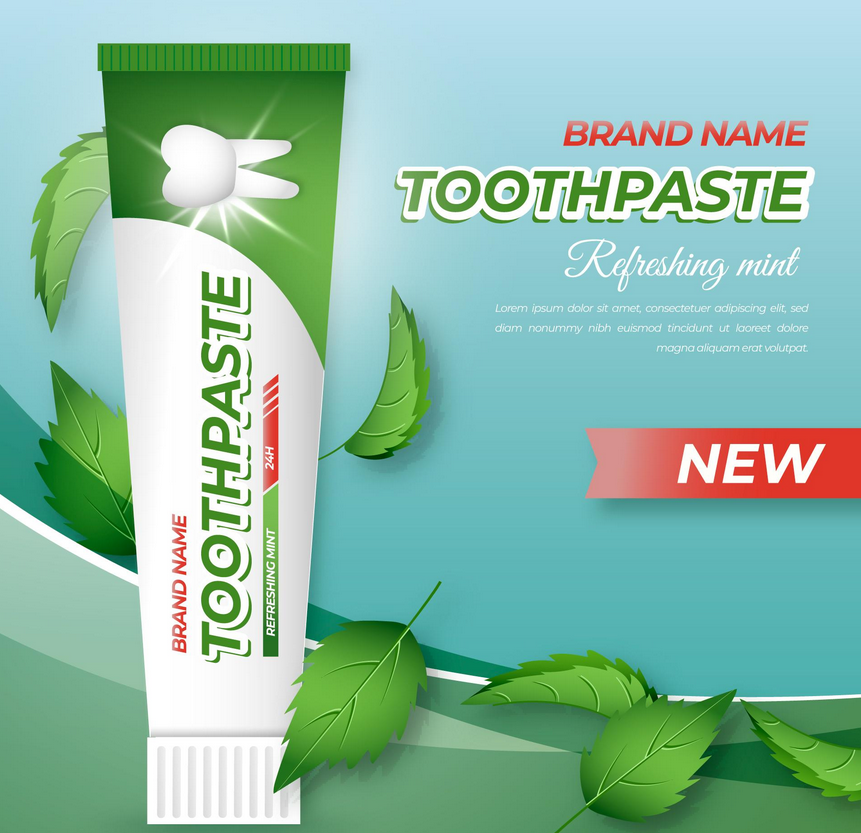 BRAND NAME
TOOTHPASTE
Refreshing mint
Lorem ipsum dolor sit amet, consectetuer adipiscing elit, sed
diam nonummy nibh euismod tincidunt ut laoreet dolore
magna aliquam erat volutpat.
NEW
BRAND NAME
TOOTHPASTE
REFRESHING MINT
24H